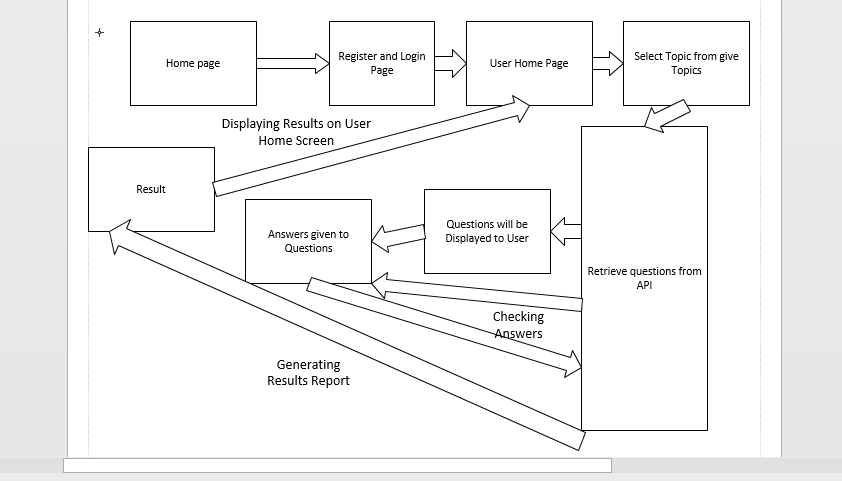 Home page
Register and Login
Page
User Home Page
Select Topic from give
Topics
Displaying Results on User
Home Screen
Result
Answers given to
Questions
Questions will be
Displayed to User
Retrieve questions from
API
Checking
Answers
Generating
Results Report